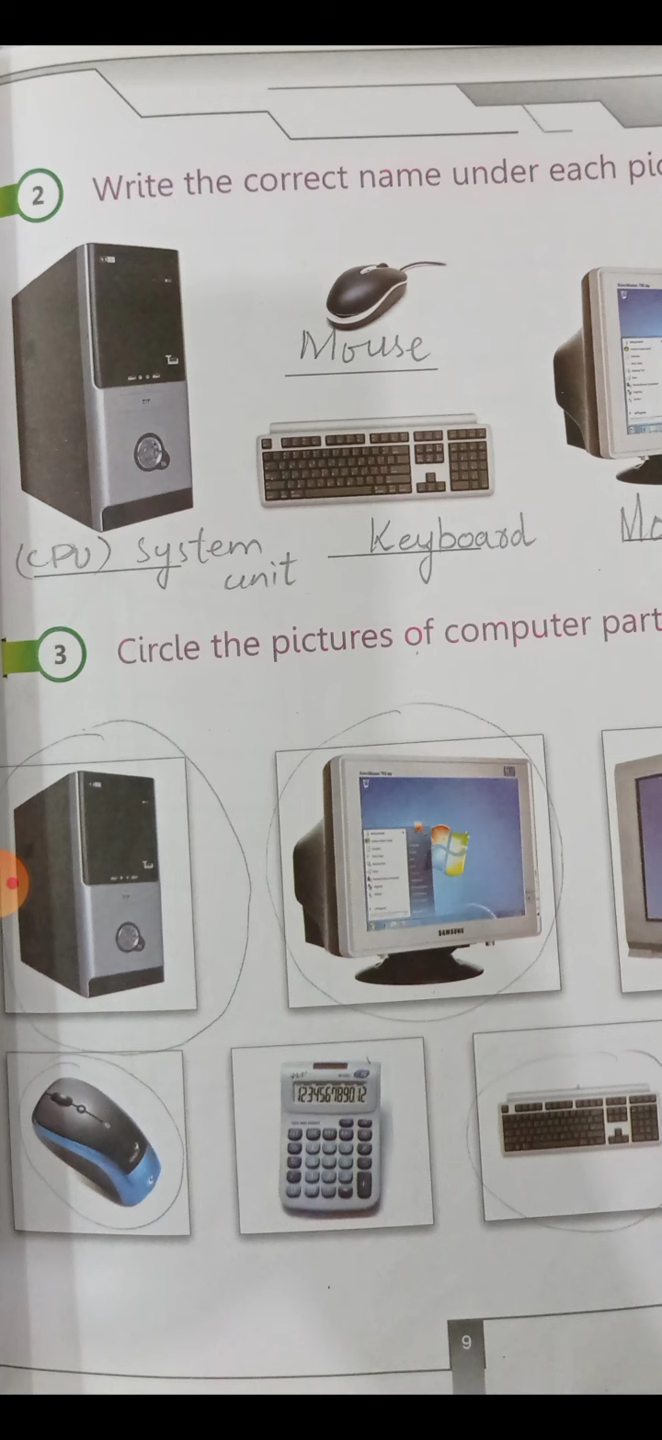 2 Write the correct name under each pic
Mouse
(CPU) System
unit
Keyboard
Mo
3 Circle the pictures of computer part
SAMSUNG
123456789012
9